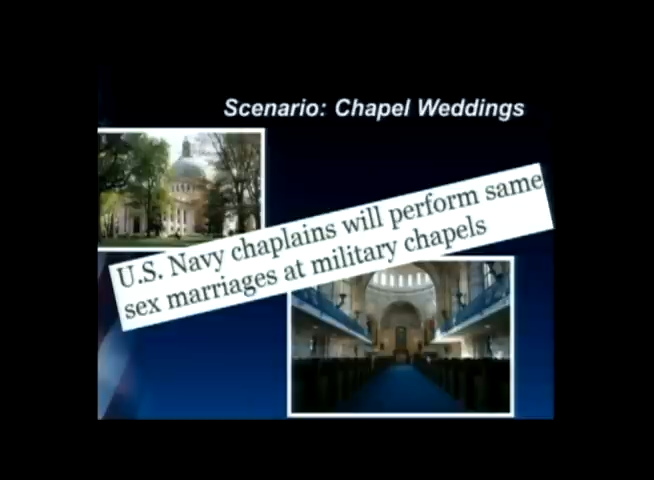 Scenario: Chapel Weddings
U.S. Navy chaplains will perform same
sex marriages at military chapels